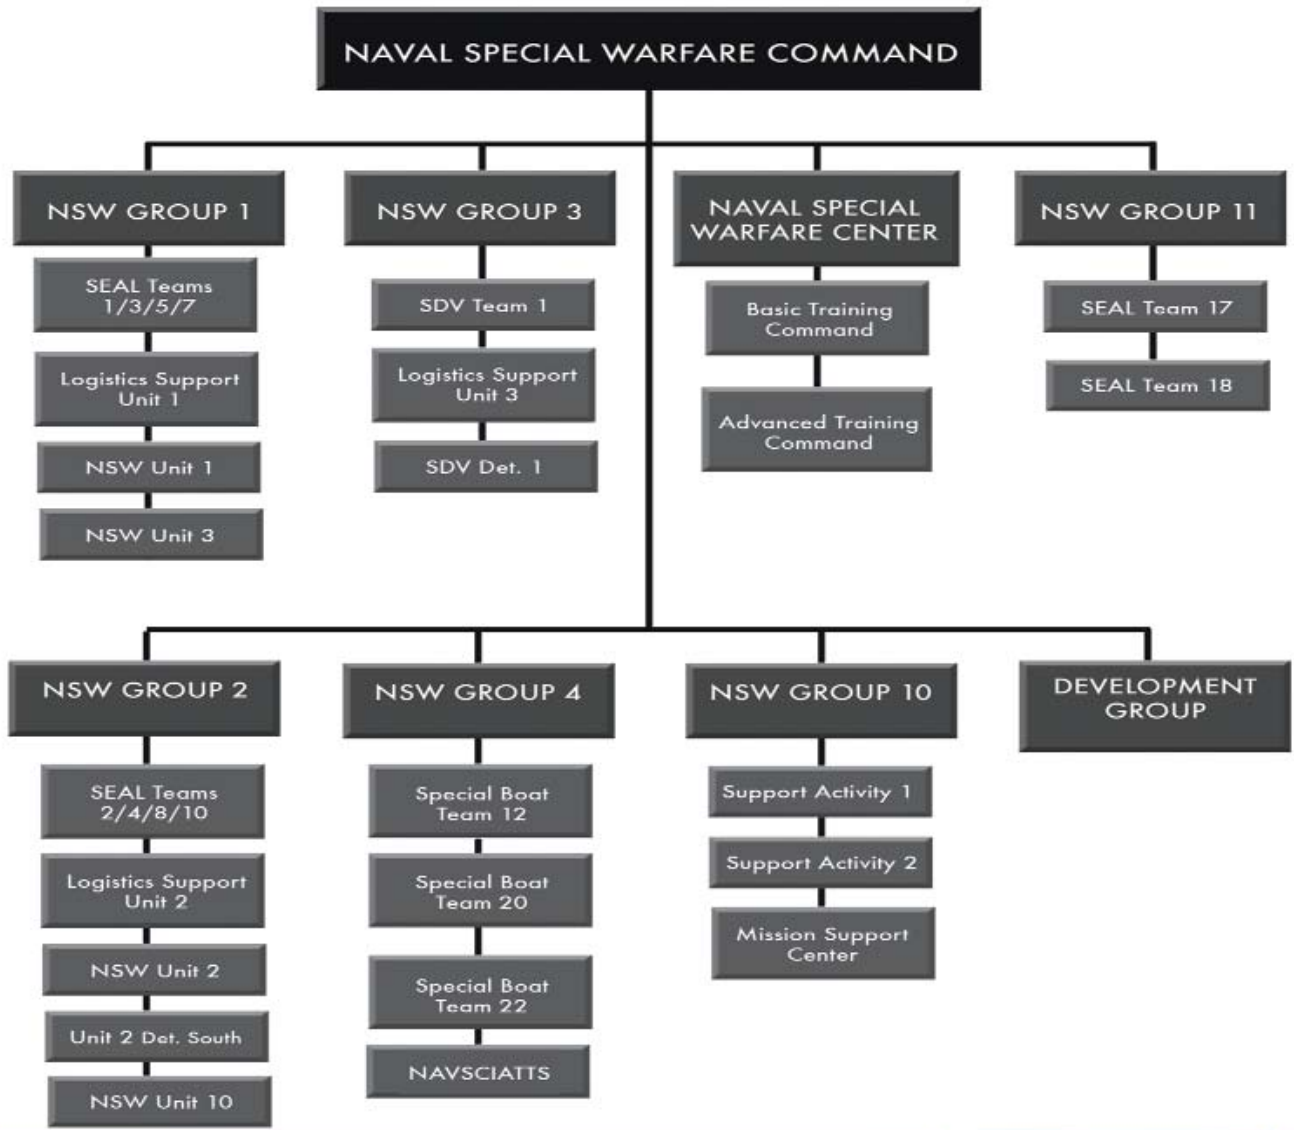 NAVAL SPECIAL WARFARE COMMAND
NSW GROUP 1
SEAL Teams
1/3/5/7
Logistics Support
Unit 1
NSW Unit 1
NSW Unit 3
NSW GROUP 3
SDV Team 1
Logistics Support
Unit 3
SDV Det. 1
NAVAL SPECIAL
WARFARE CENTER
Basic Training
Command
Advanced Training
Command
NSW GROUP 11
SEAL Team 17
SEAL Team 18
NSW GROUP 2
SEAL Teams
2/4/8/10
Logistics Support
Unit 2
NSW Unit 2
Unit 2 Det. South
NSW Unit 10
NSW GROUP 4
Special Boat
Team 12
Special Boat
Team 20
Special Boat
Team 22
NAVSCIATTS
NSW GROUP 10
Support Activity 1
Support Activity 2
Mission Support
Center
DEVELOPMENT
GROUP